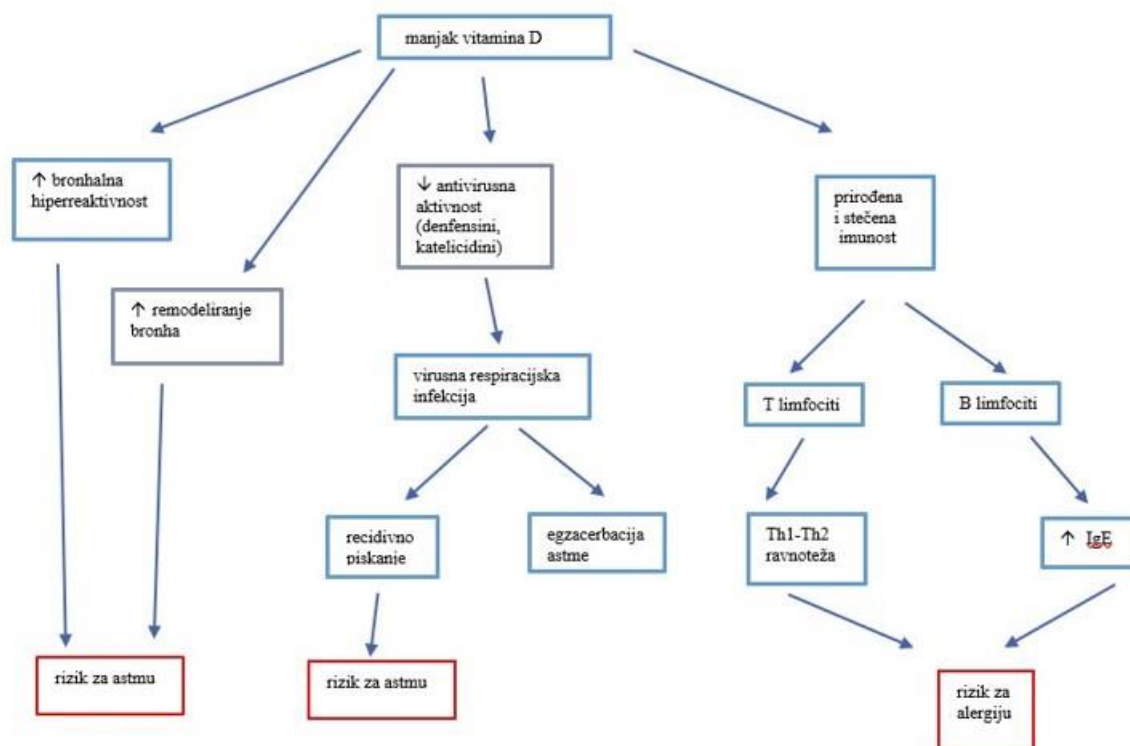 manjak vitamina D
↑ bronhalna
hiperreaktivnost
↓ antivirusna
aktivnost
(denfensini,
katelicidini)
prirođena
i stečena
imunost
↑ remodeliranje
bronha
virusna respiracijska
infekcija
T limfociti
B limfociti
recidivno
piskanje
egzacerbacija
astme
Th1-Th2
ravnoteža
↑ IgE
rizik za astmu
rizik za astmu
rizik za
alergiju